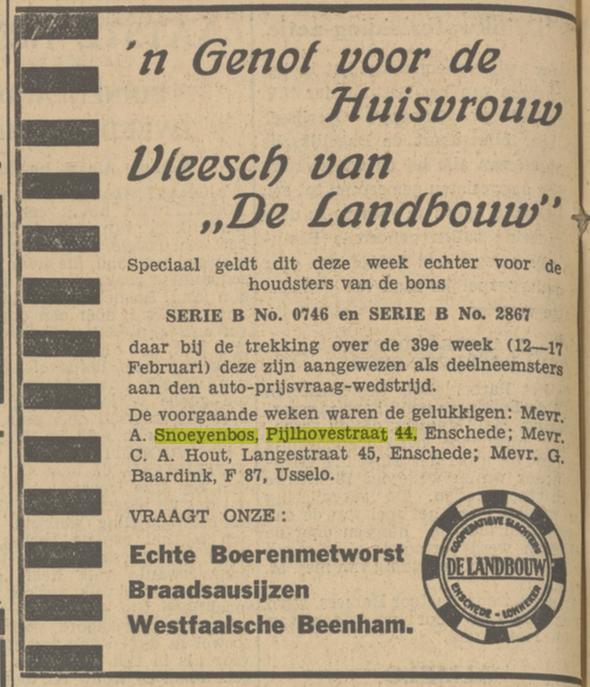 'n Genot voor de
Huisvrouw
Vleesch van
„De Landbouw”
Speciaal geldt dit deze week echter voor de
houdsters van de bons
SERIE B No. 0746 en SERIE B No. 2867
daar bij de trekking over de 39e week (12—17
Februari) deze zijn aangewezen als deelneemsters
aan den auto-prijsvraag-wedstrijd.
De voorgaande weken waren de gelukkigen: Mevr.
A. Snoeyenbos, Pijlhovestraat 44, Enschede; Mevr.
C. A. Hout, Langestraat 45, Enschede; Mevr. G.
Baardink, F 87, Usselo.
VRAAGT ONZE:
Echte Boerenmetworst
Braadsausijzen
Westfaalsche Beenham.
COOPERATIEVE SLACHTERIJ
DE LANDBOUW
ENSCHEDE - LONNEKER